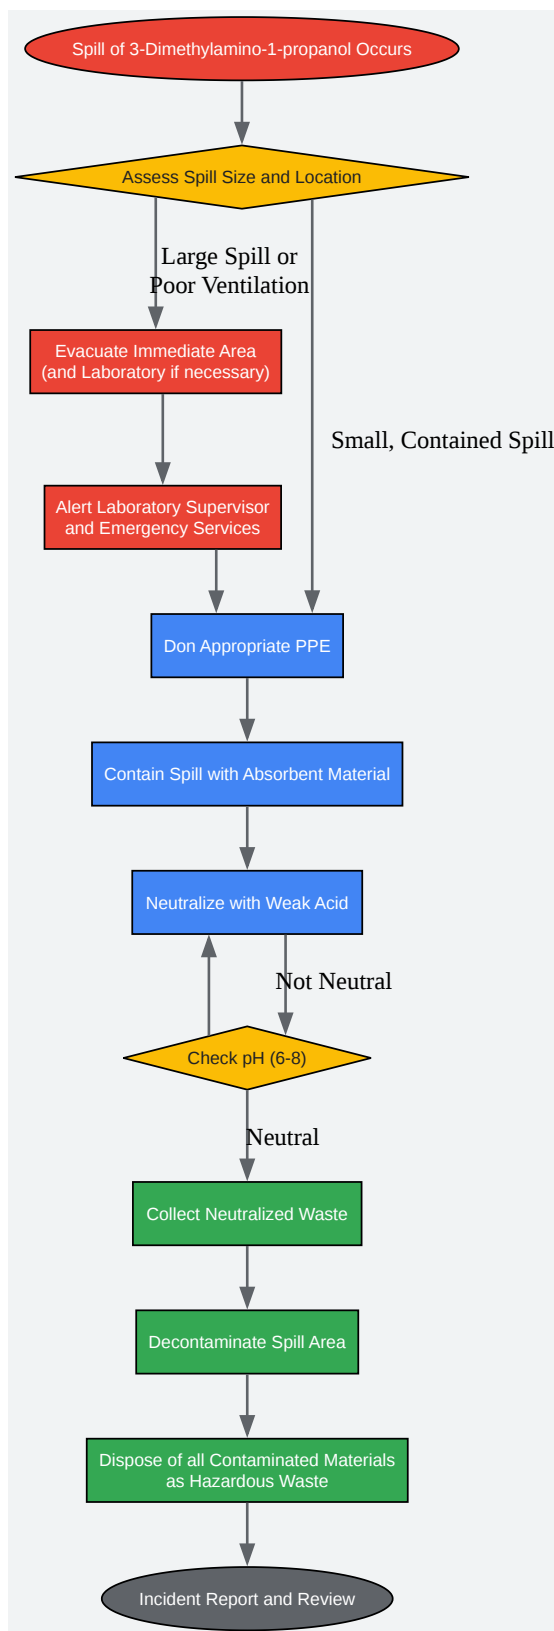 Spill of 3-Dimethylamino-1-propanol Occurs
Assess Spill Size and Location
Large Spill or
Poor Ventilation
Evacuate Immediate Area
(and Laboratory if necessary)
Small, Contained Spill
Alert Laboratory Supervisor
and Emergency Services
Don Appropriate PPE
Contain Spill with Absorbent Material
Neutralize with Weak Acid
Not Neutral
Check pH (6-8)
Neutral
Collect Neutralized Waste
Decontaminate Spill Area
Dispose of all Contaminated Materials
as Hazardous Waste
Incident Report and Review